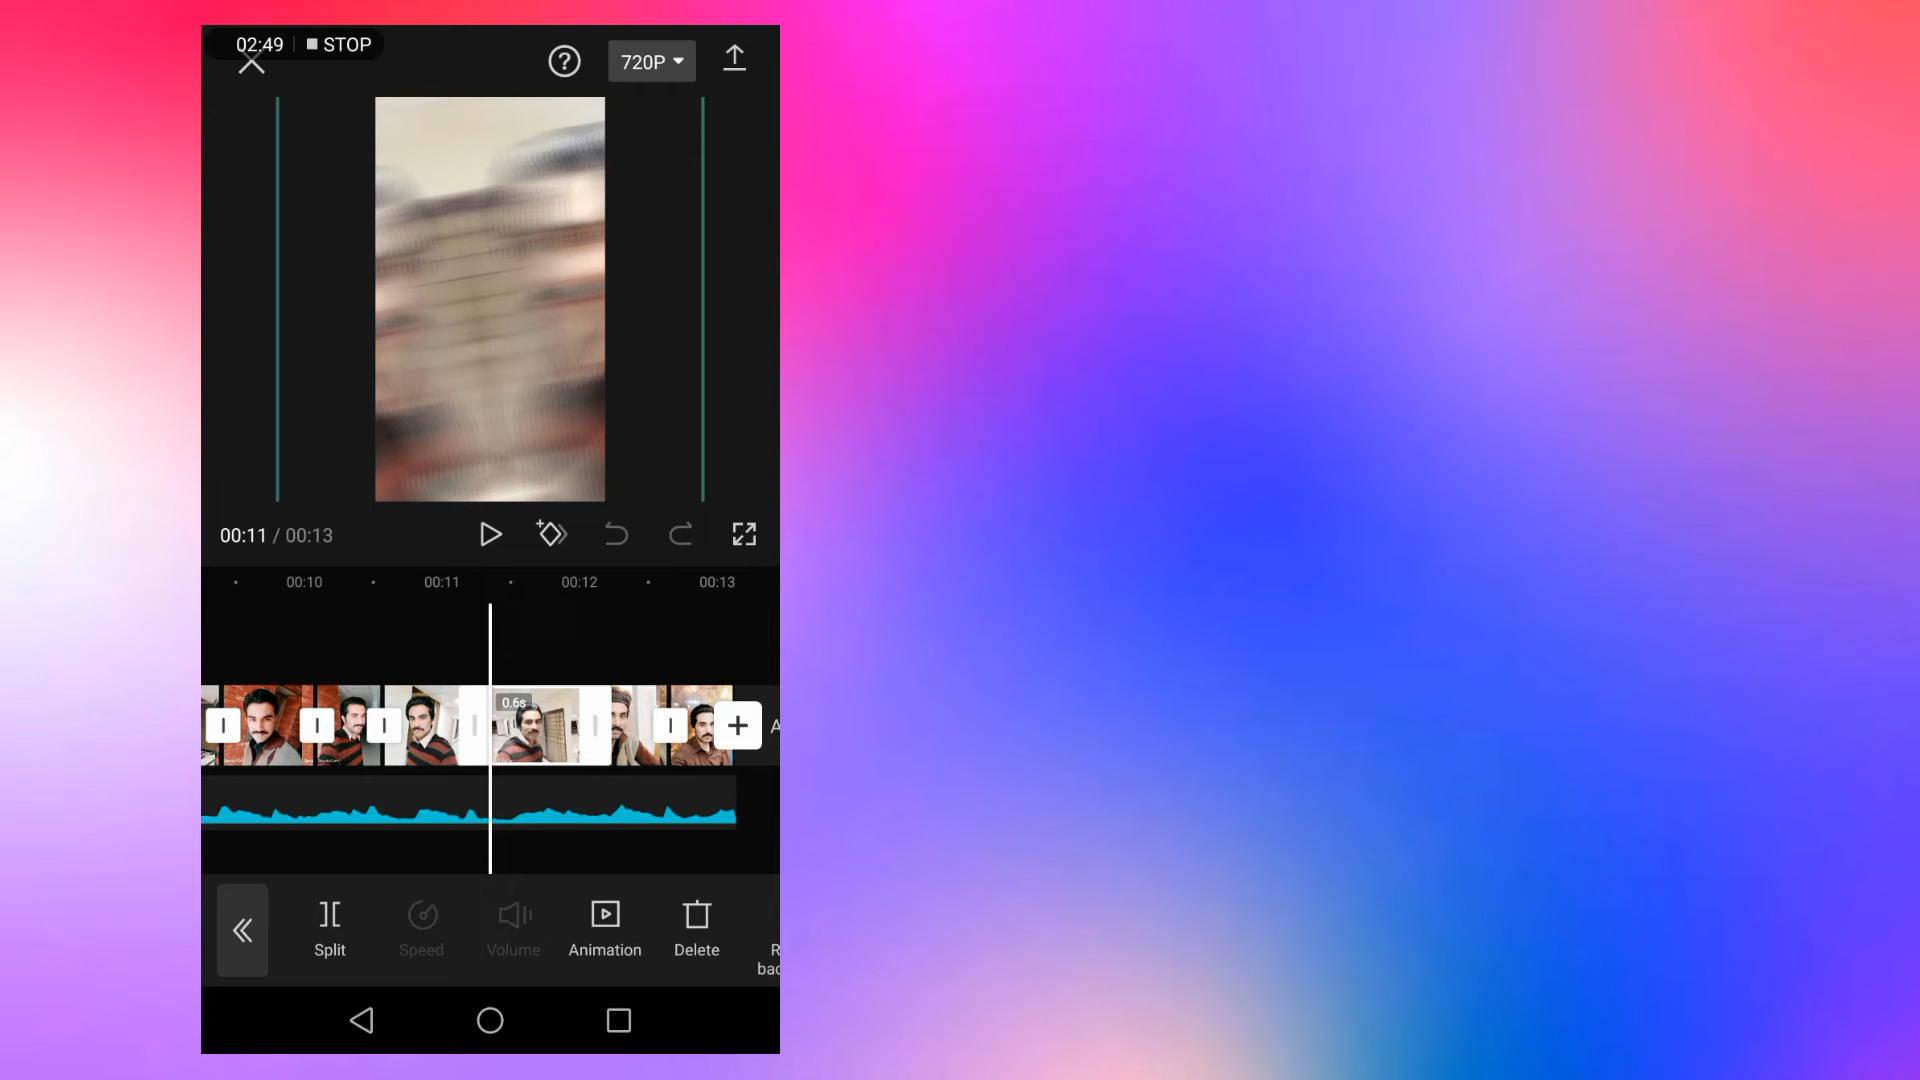 02:49 STOP
720P
00:11 / 00:13
00:10 00:11 00:12 00:13
0.6s
A
Split Speed Volume Animation Delete R
bac